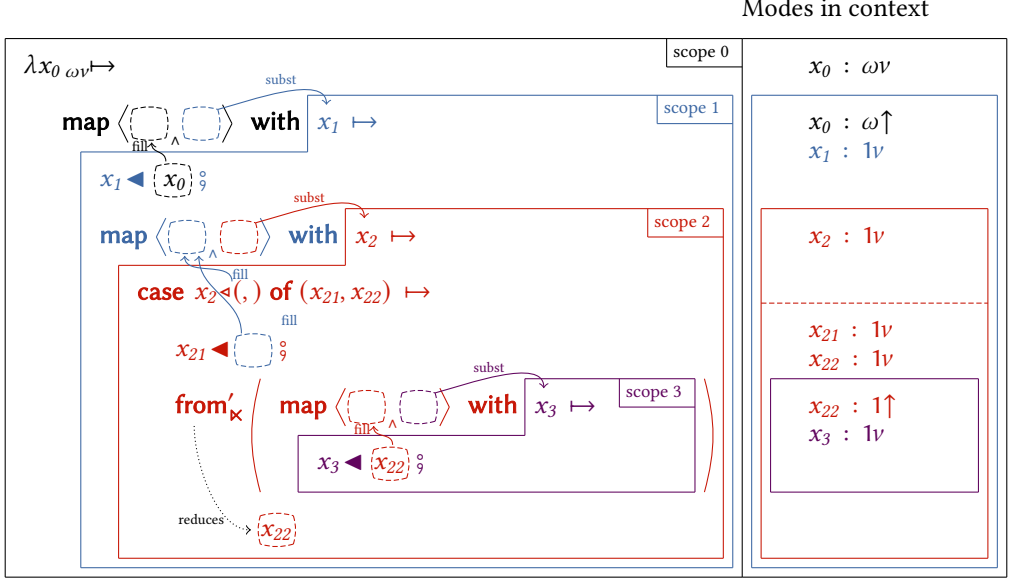 Modes in context
λx₀ ων ↦ scope 0 x₀ : ων
subst
map ⟨ ∧ ⟩ with x₁ ↦ scope 1 x₀ : ω↑
fill
x₁ : 1ν
x₁ ◀ x₀ ⨟
subst
map ⟨ ∧ ⟩ with x₂ ↦ scope 2 x₂ : 1ν
fill
case x₂ ⊲(, ) of (x₂₁, x₂₂) ↦
fill
x₂₁ : 1ν
x₂₁ ◀ ⨟
x₂₂ : 1ν
subst
from′⋉ ( map ⟨ ∧ ⟩ with x₃ ↦ scope 3 ) x₂₂ : 1↑
fill
x₃ : 1ν
x₃ ◀ x₂₂ ⨟
reduces
x₂₂